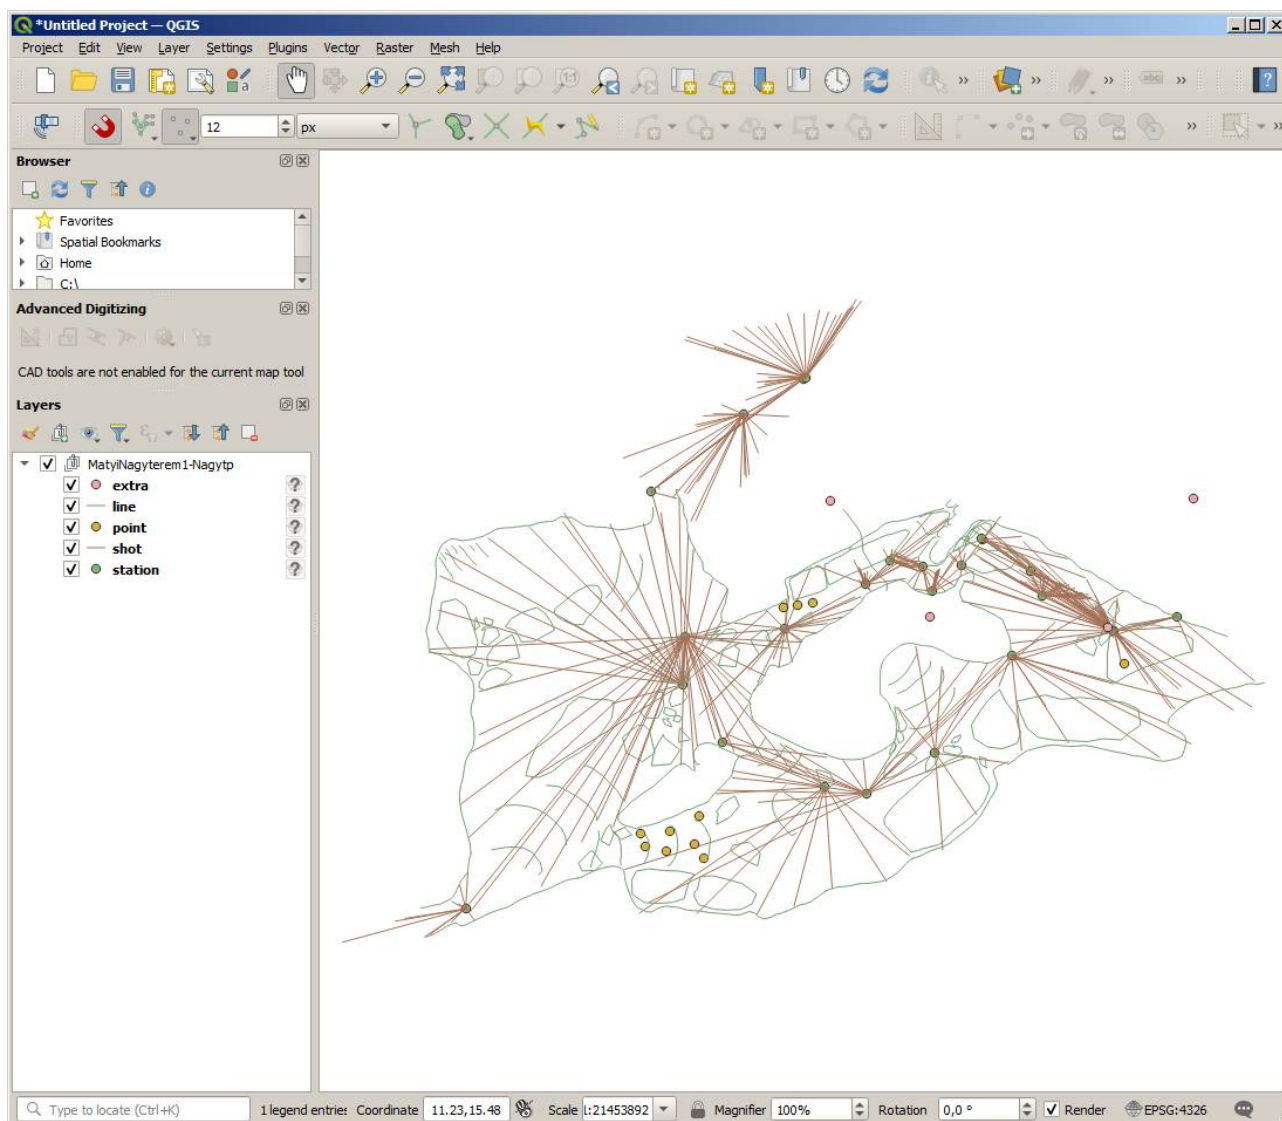 *Untitled Project — QGIS
Project Edit View Layer Settings Plugins Vector Raster Mesh Help
12 px
Browser
Favorites
Spatial Bookmarks
Home
C:\
Advanced Digitizing
CAD tools are not enabled for the current map tool
Layers
MatyiNagyterem1-Nagytp
extra ?
line ?
point ?
shot ?
station ?
Type to locate (Ctrl+K) 1 legend entries Coordinate 11.23,15.48 Scale 1:21453892 Magnifier 100% Rotation 0,0 ° Render EPSG:4326